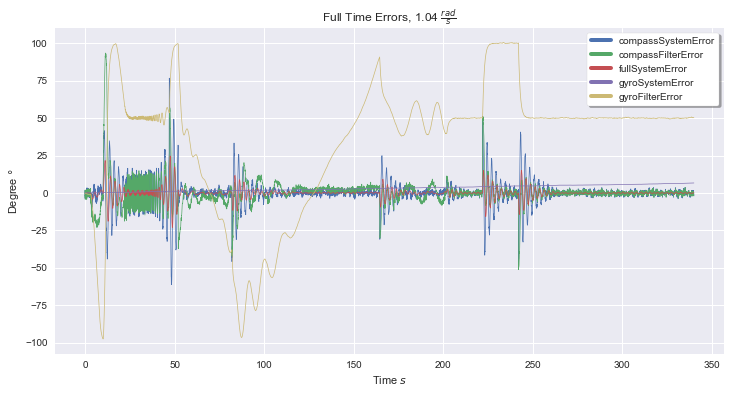 Full Time Errors, 1.04 rad/s
100
75
50
25
0
−25
−50
−75
−100
Degree °
compassSystemError
compassFilterError
fullSystemError
gyroSystemError
gyroFilterError
0 50 100 150 200 250 300 350
Time s